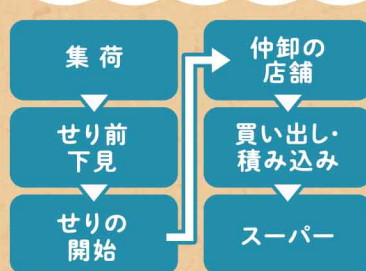 集荷
せり前
下見
せりの
開始
仲卸の
店舗
買い出し・
積み込み
スーパー